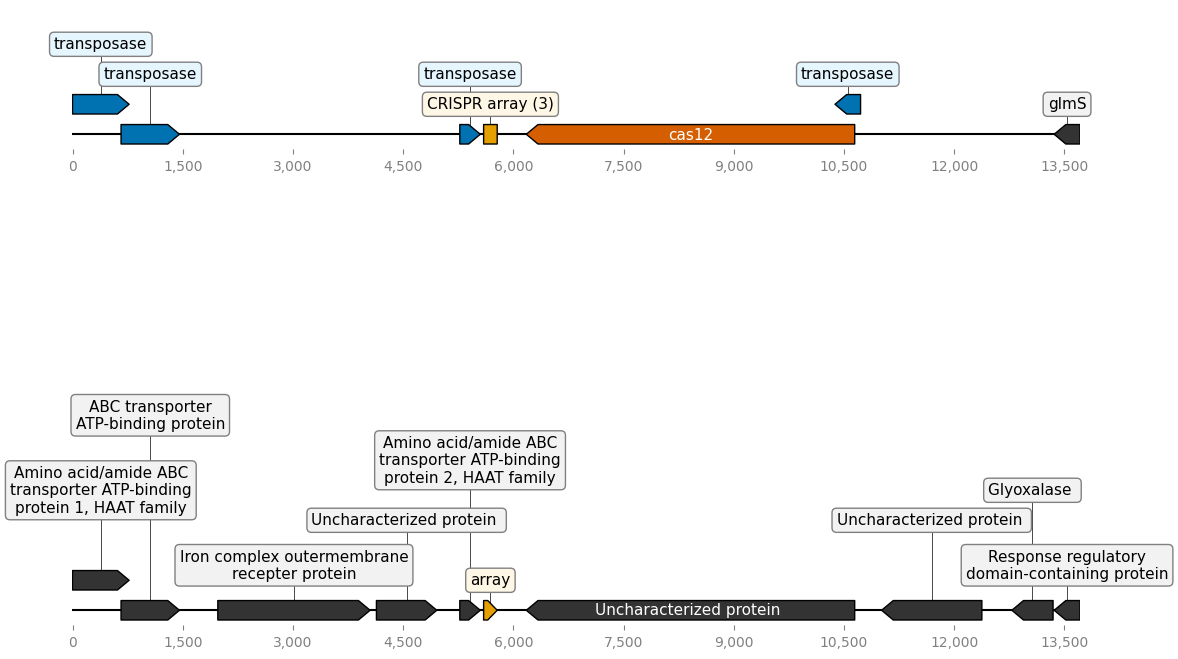 transposase
transposase
transposase
transposase
CRISPR array (3)
glmS
cas12
0 1,500 3,000 4,500 6,000 7,500 9,000 10,500 12,000 13,500
ABC transporter
ATP-binding protein
Amino acid/amide ABC
transporter ATP-binding
protein 2, HAAT family
Amino acid/amide ABC
transporter ATP-binding
protein 1, HAAT family
Glyoxalase
Uncharacterized protein
Uncharacterized protein
Iron complex outermembrane
recepter protein
array
Response regulatory
domain-containing protein
Uncharacterized protein
0 1,500 3,000 4,500 6,000 7,500 9,000 10,500 12,000 13,500